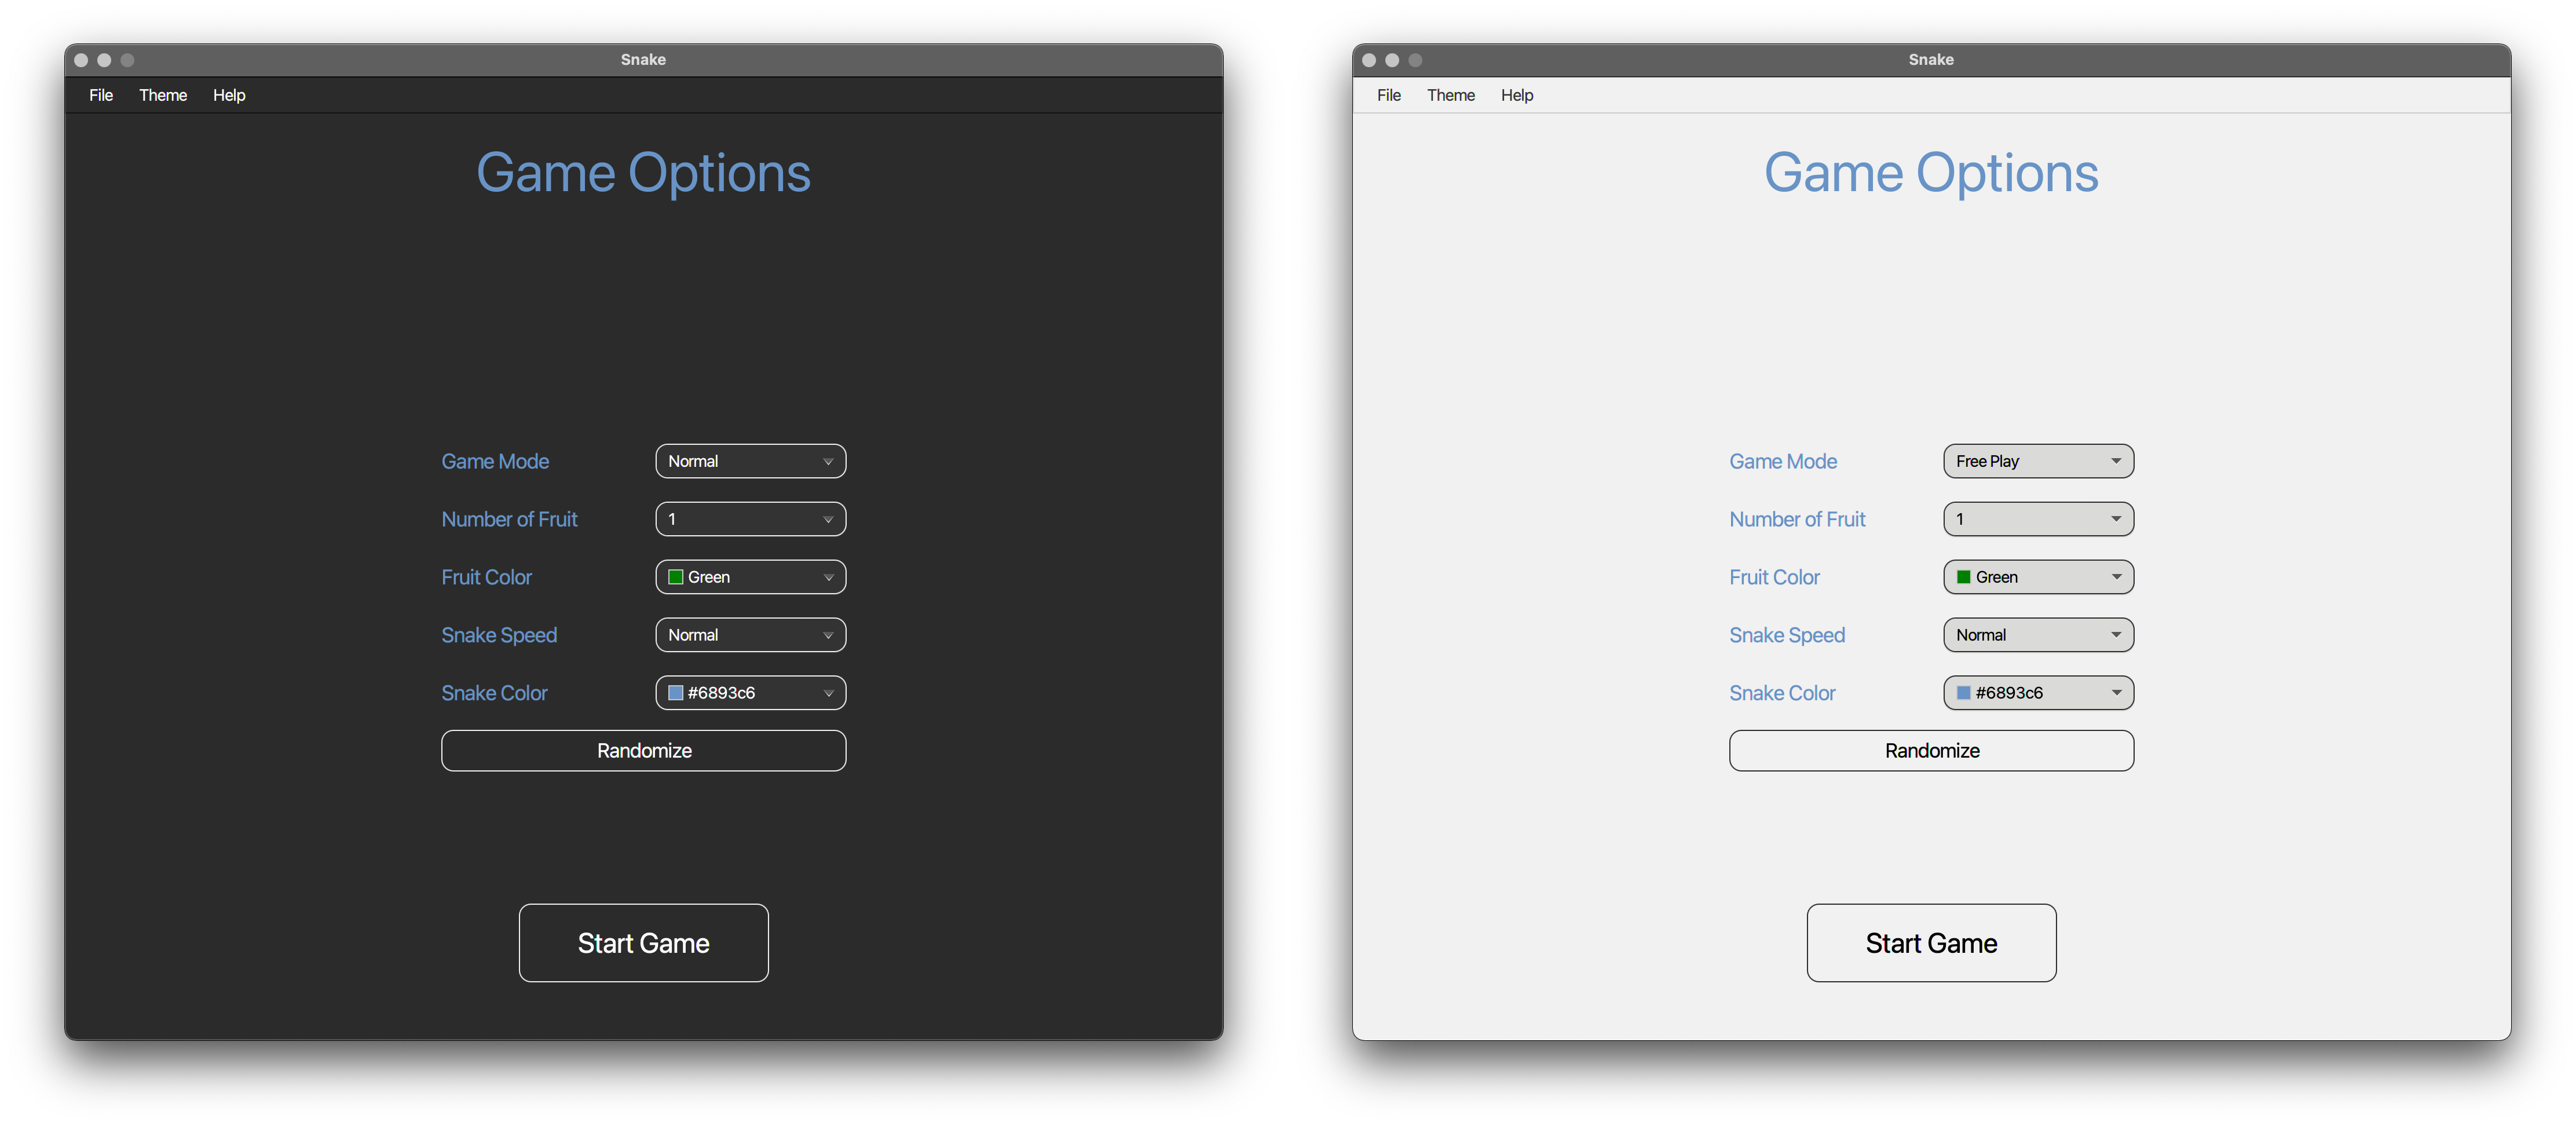 Snake
File Theme Help
Game Options
Game Mode Normal
Number of Fruit 1
Fruit Color Green
Snake Speed Normal
Snake Color #6893c6
Randomize
Start Game
Snake
File Theme Help
Game Options
Game Mode Free Play
Number of Fruit 1
Fruit Color Green
Snake Speed Normal
Snake Color #6893c6
Randomize
Start Game